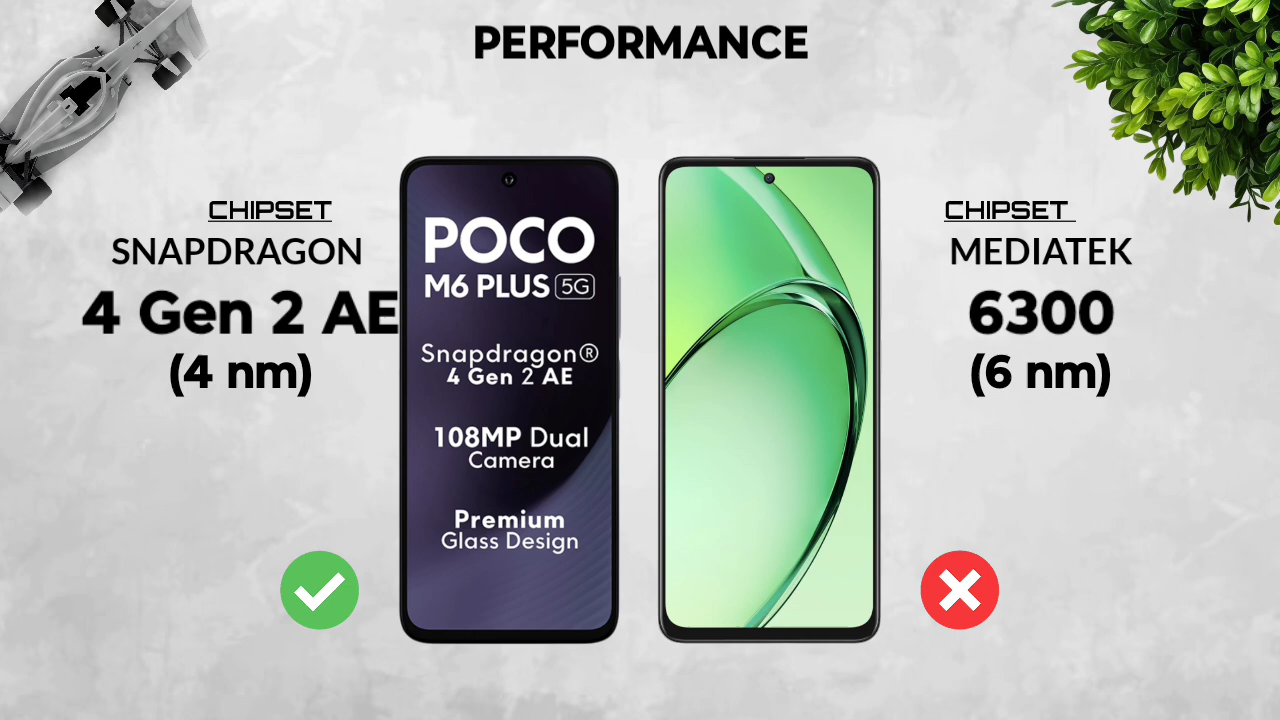 PERFORMANCE
CHIPSET
SNAPDRAGON
4 Gen 2 AE
(4 nm)
POCO
M6 PLUS 5G
Snapdragon®
4 Gen 2 AE
108MP Dual
Camera
Premium
Glass Design
CHIPSET
MEDIATEK
6300
(6 nm)